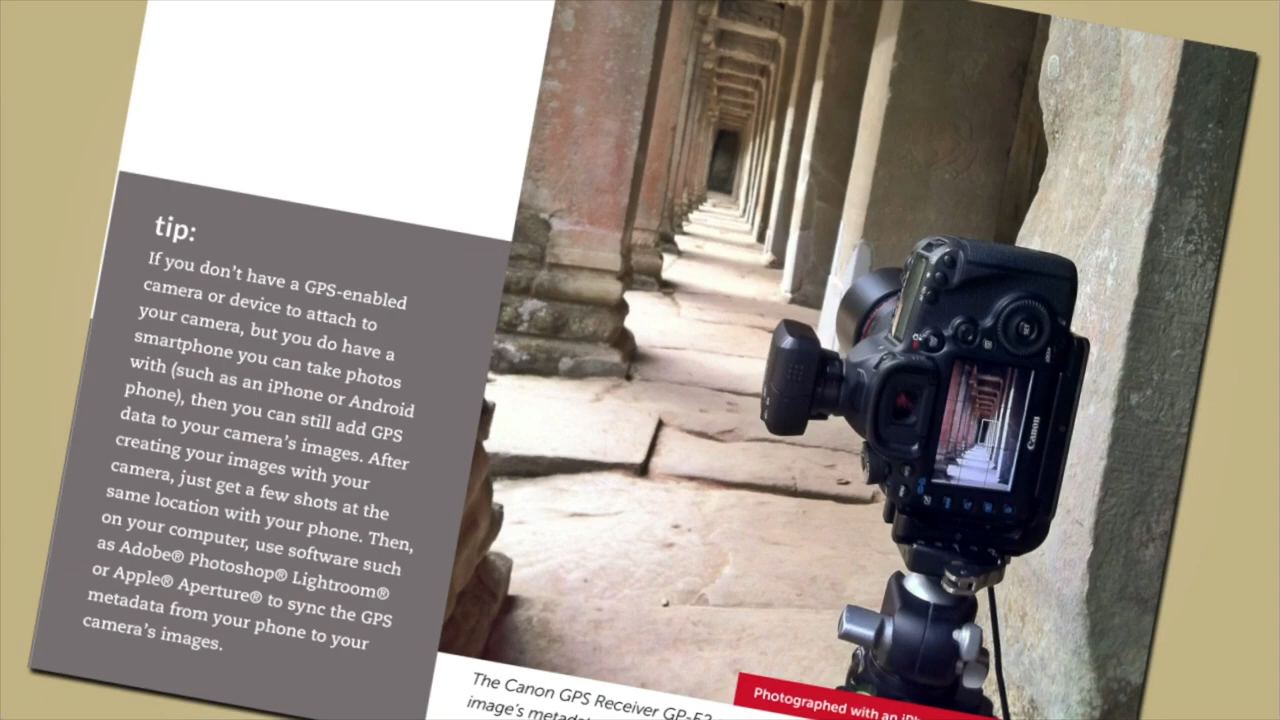 tip:
If you don't have a GPS-enabled
camera or device to attach to
your camera, but you do have a
smartphone you can take photos
with (such as an iPhone or Android
phone), then you can still add GPS
data to your camera's images. After
creating your images with your
camera, just get a few shots at the
same location with your phone. Then,
on your computer, use software such
as Adobe® Photoshop® Lightroom®
or Apple® Aperture® to sync the GPS
metadata from your phone to your
camera's images.
Canon
The Canon GPS Receiver
image's
Photographed with an